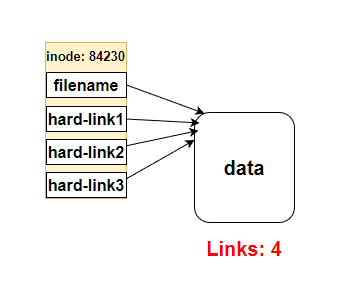 inode: 84230
filename
hard-link1
hard-link2
hard-link3
data
Links: 4